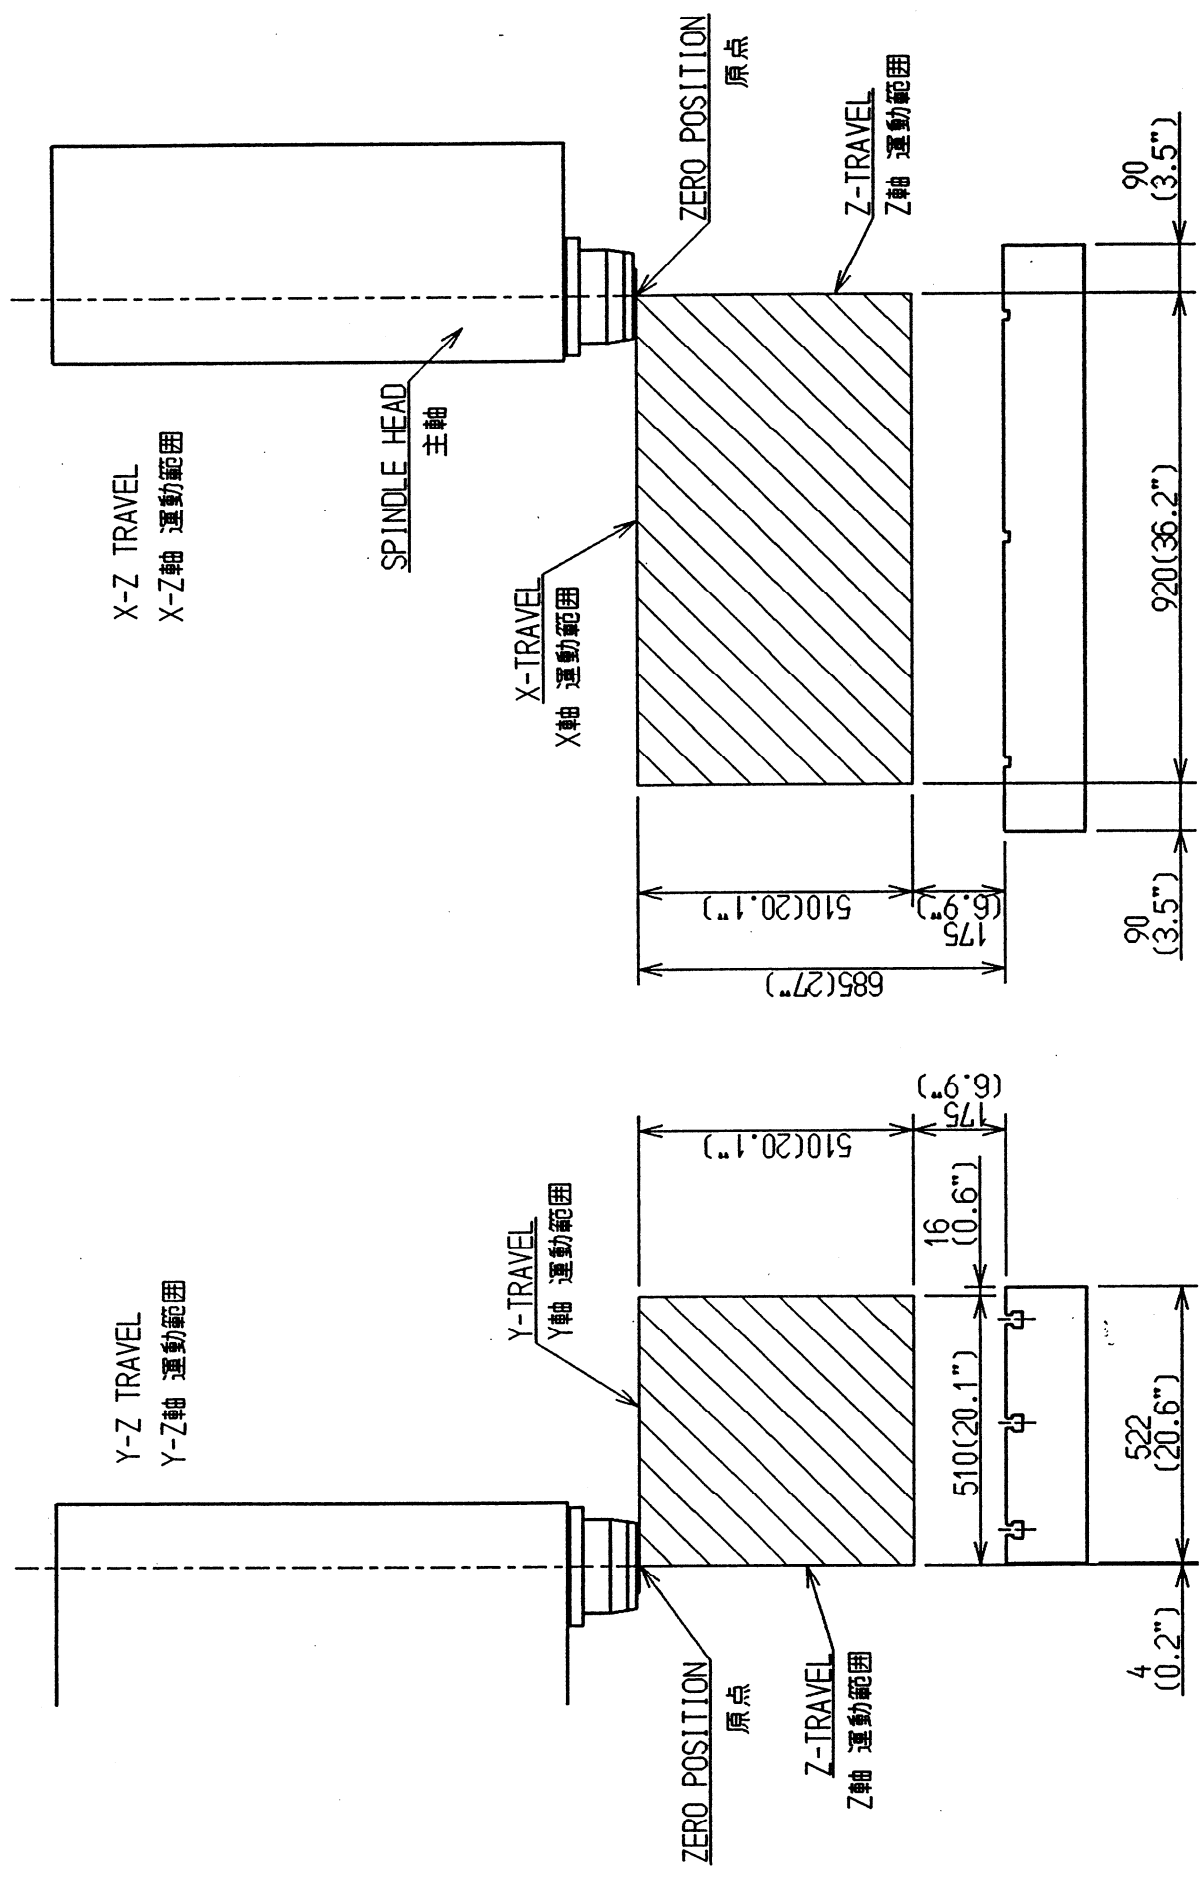 Y-Z TRAVEL
Y-Z軸 運動範囲
Y-TRAVEL
Y軸 運動範囲
ZERO POSITION
原点
Z-TRAVEL
Z軸 運動範囲
510(20.1")
175
(6.9")
16
(0.6")
510(20.1")
522
(20.6")
4
(0.2")
X-Z TRAVEL
X-Z軸 運動範囲
SPINDLE HEAD
主軸
X-TRAVEL
X軸 運動範囲
ZERO POSITION
原点
Z-TRAVEL
Z軸 運動範囲
510(20.1")
175
(6.9")
685(27")
90
(3.5")
920(36.2")
90
(3.5")